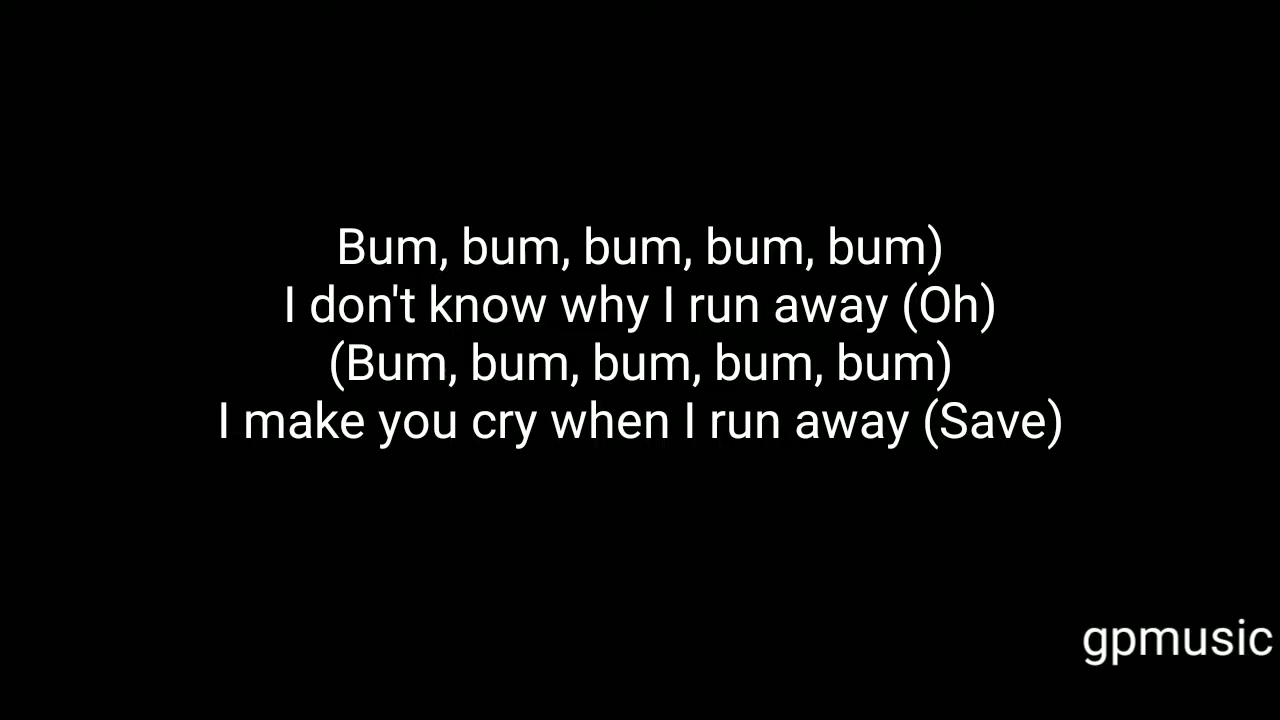 Bum, bum, bum, bum, bum)
I don't know why I run away (Oh)
(Bum, bum, bum, bum, bum)
I make you cry when I run away (Save)
gpmusic